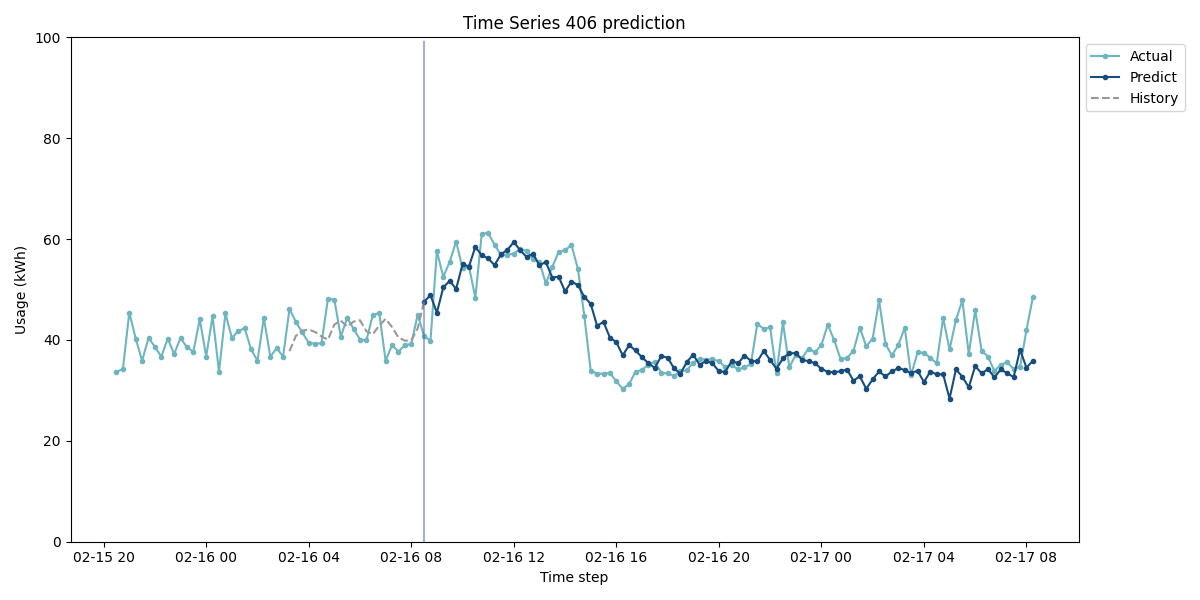 Time Series 406 prediction
100
80
60
40
20
0
Usage (kWh)
02-15 20
02-16 00
02-16 04
02-16 08
02-16 12
02-16 16
02-16 20
02-17 00
02-17 04
02-17 08
Time step
Actual
Predict
History